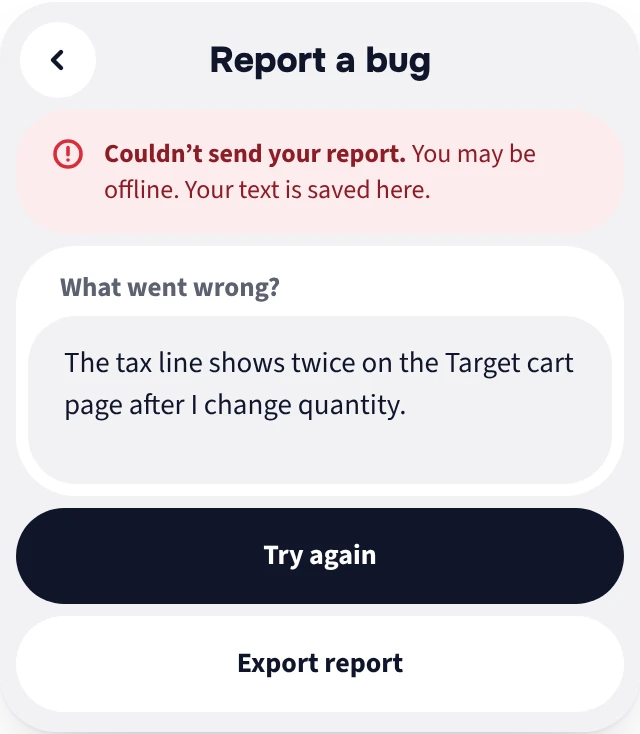 Report a bug
Couldn’t send your report. You may be
offline. Your text is saved here.
What went wrong?
The tax line shows twice on the Target cart
page after I change quantity.
Try again
Export report